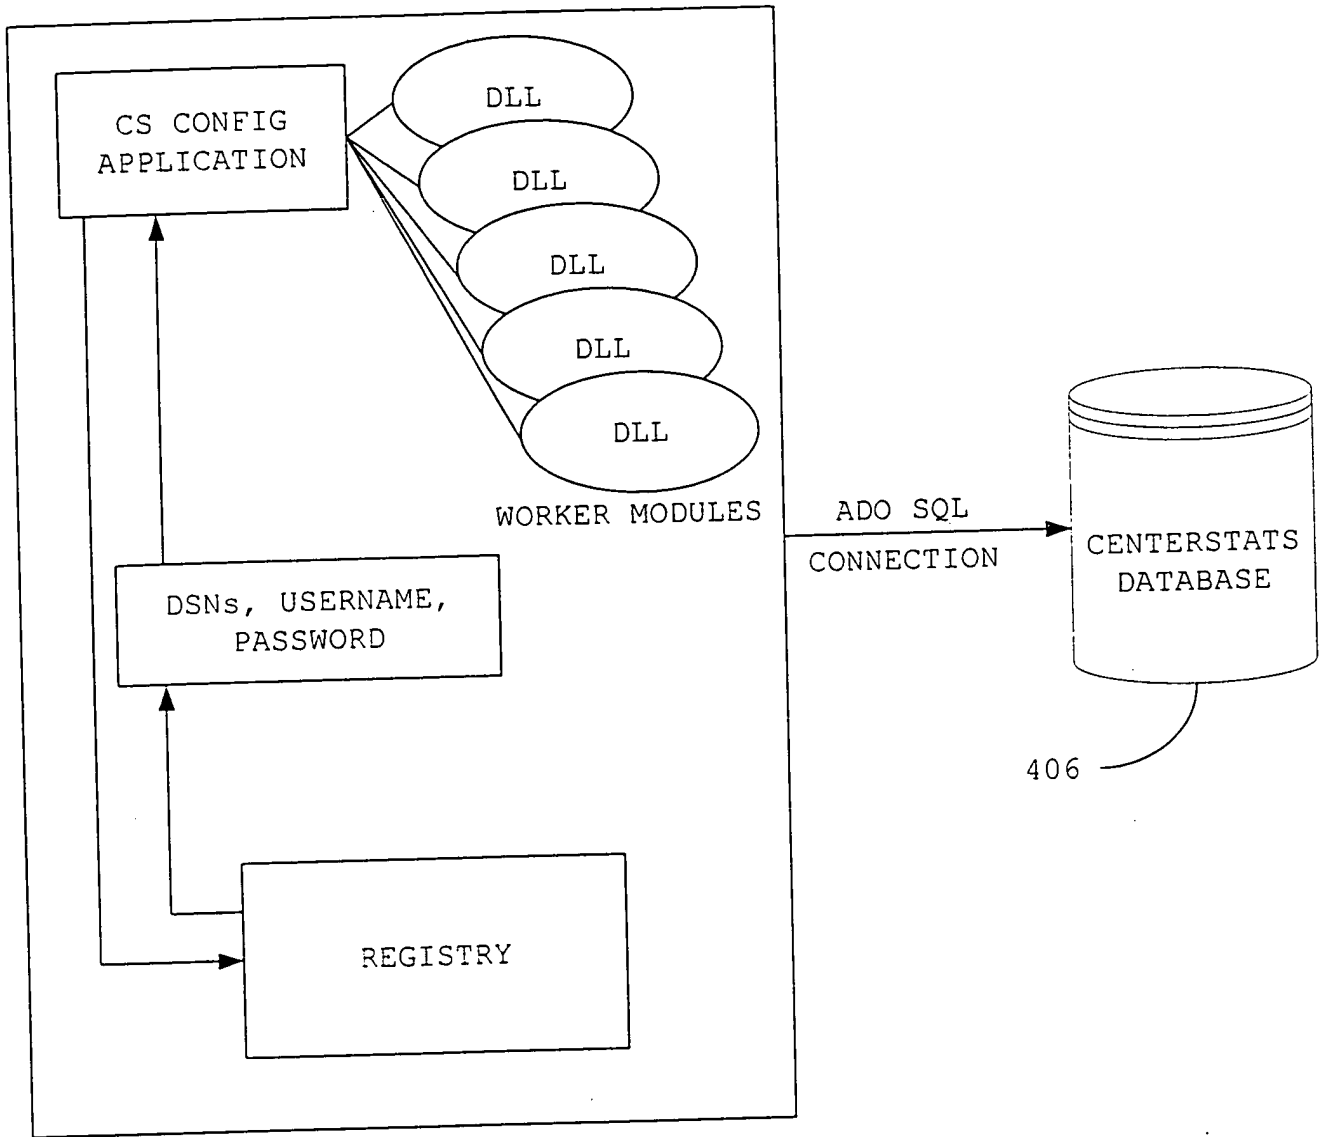 CS CONFIG
APPLICATION
DLL
DLL
DLL
DLL
DLL
WORKER MODULES
DSNs, USERNAME,
PASSWORD
REGISTRY
ADO SQL
CONNECTION
CENTERSTATS
DATABASE
406